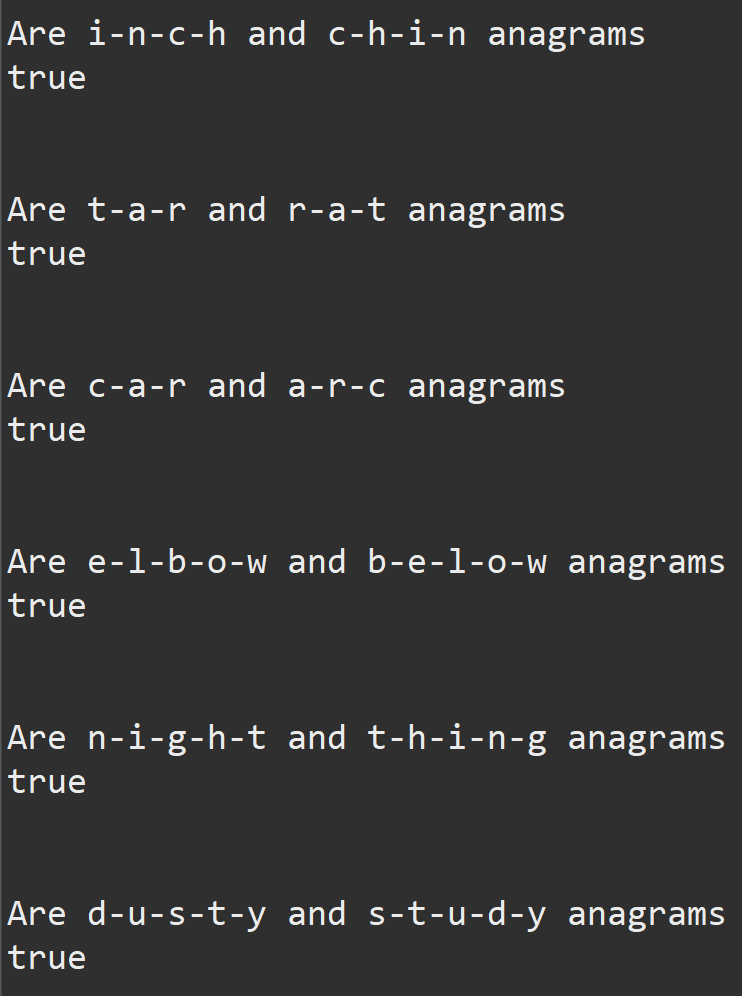 Are i-n-c-h and c-h-i-n anagrams
true
Are t-a-r and r-a-t anagrams
true
Are c-a-r and a-r-c anagrams
true
Are e-l-b-o-w and b-e-l-o-w anagrams
true
Are n-i-g-h-t and t-h-i-n-g anagrams
true
Are d-u-s-t-y and s-t-u-d-y anagrams
true